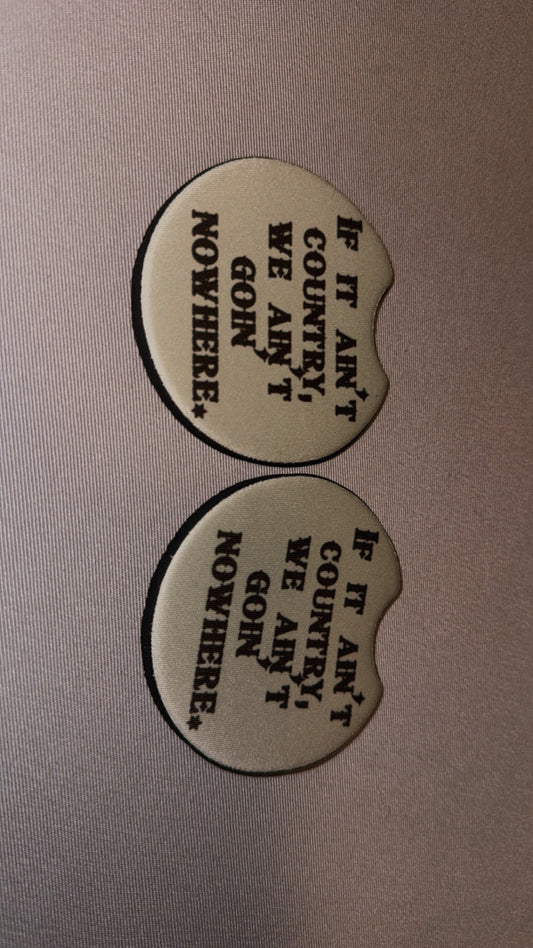 IF IT AIN'T
COUNTRY,
WE AIN'T
GOIN'
NOWHERE.
IF IT AIN'T
COUNTRY,
WE AIN'T
GOIN'
NOWHERE.